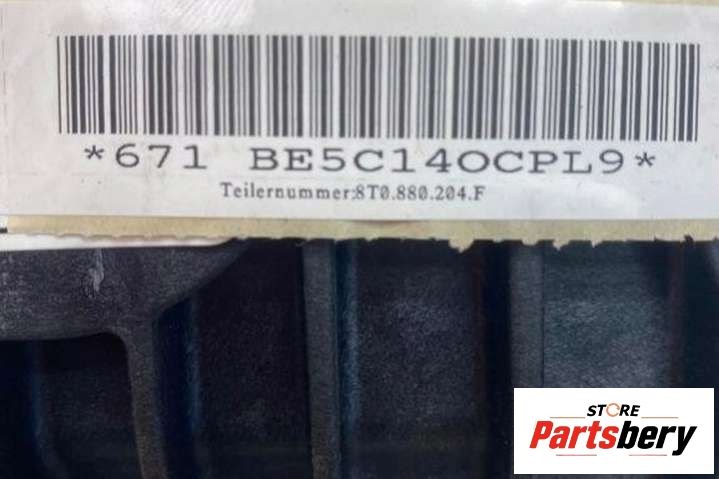 *671 BE5C14OCPL9*
Teilernummer:8T0.880.204.F
STORE
Partsbery